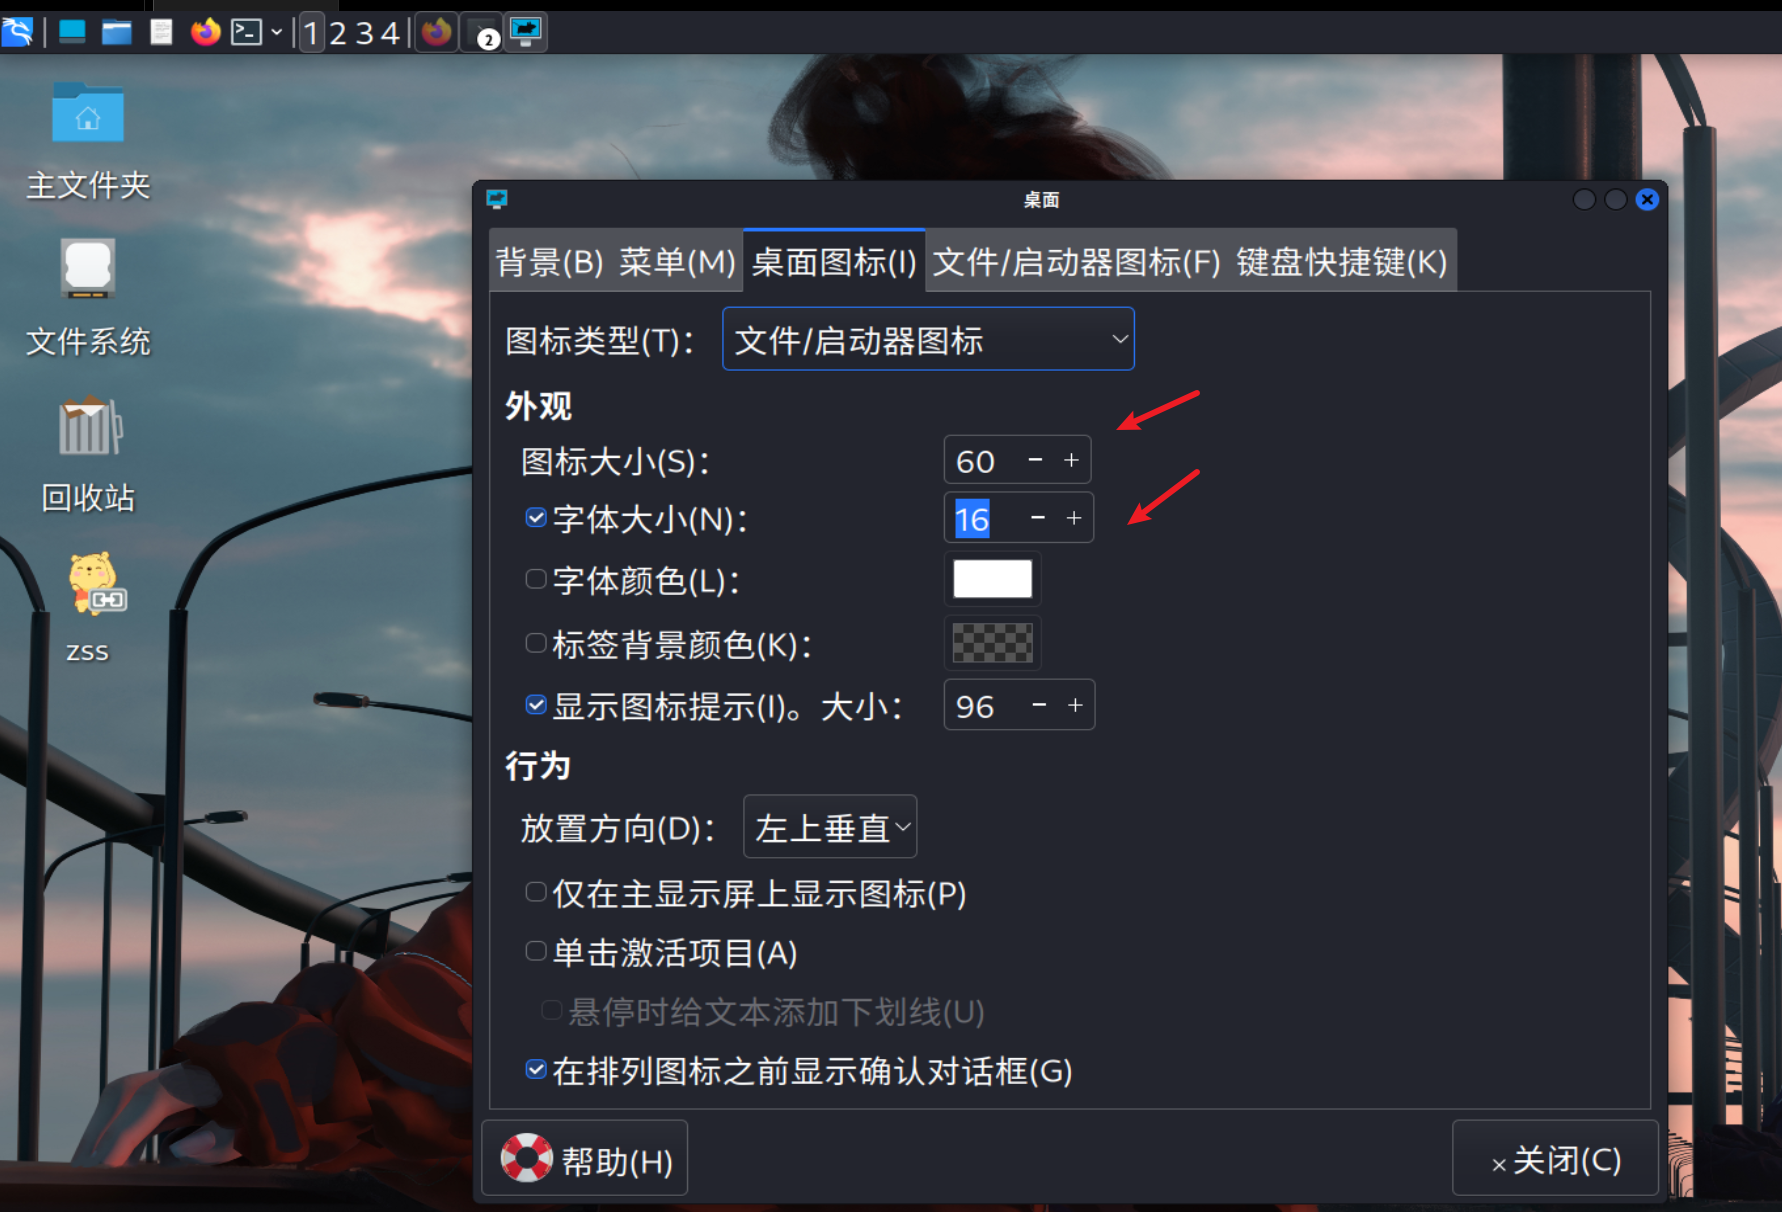 1 2 3 4
2
主文件夹
文件系统
回收站
zss
桌面
背景(B) 菜单(M) 桌面图标(I) 文件/启动器图标(F) 键盘快捷键(K)
图标类型(T): 文件/启动器图标
外观
图标大小(S): 60 − +
字体大小(N): 16 − +
字体颜色(L):
标签背景颜色(K):
显示图标提示(I)。大小: 96 − +
行为
放置方向(D): 左上垂直
仅在主显示屏上显示图标(P)
单击激活项目(A)
悬停时给文本添加下划线(U)
在排列图标之前显示确认对话框(G)
帮助(H) ×关闭(C)